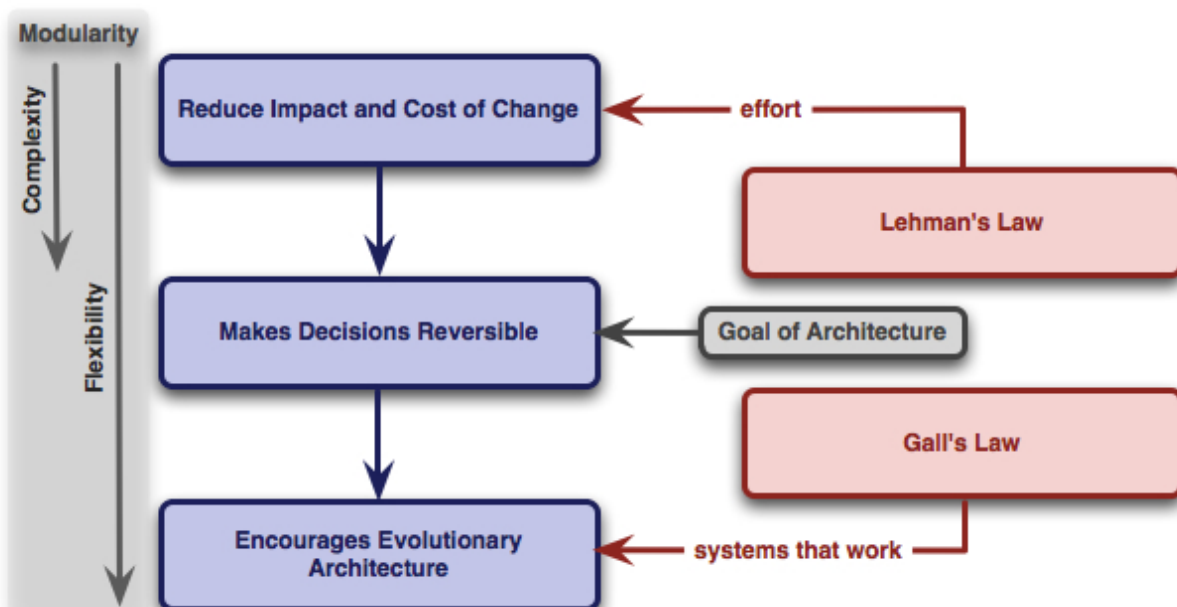 Modularity
Complexity
Flexibility
Reduce Impact and Cost of Change
effort
Lehman's Law
Makes Decisions Reversible
Goal of Architecture
Gall's Law
Encourages Evolutionary
Architecture
systems that work